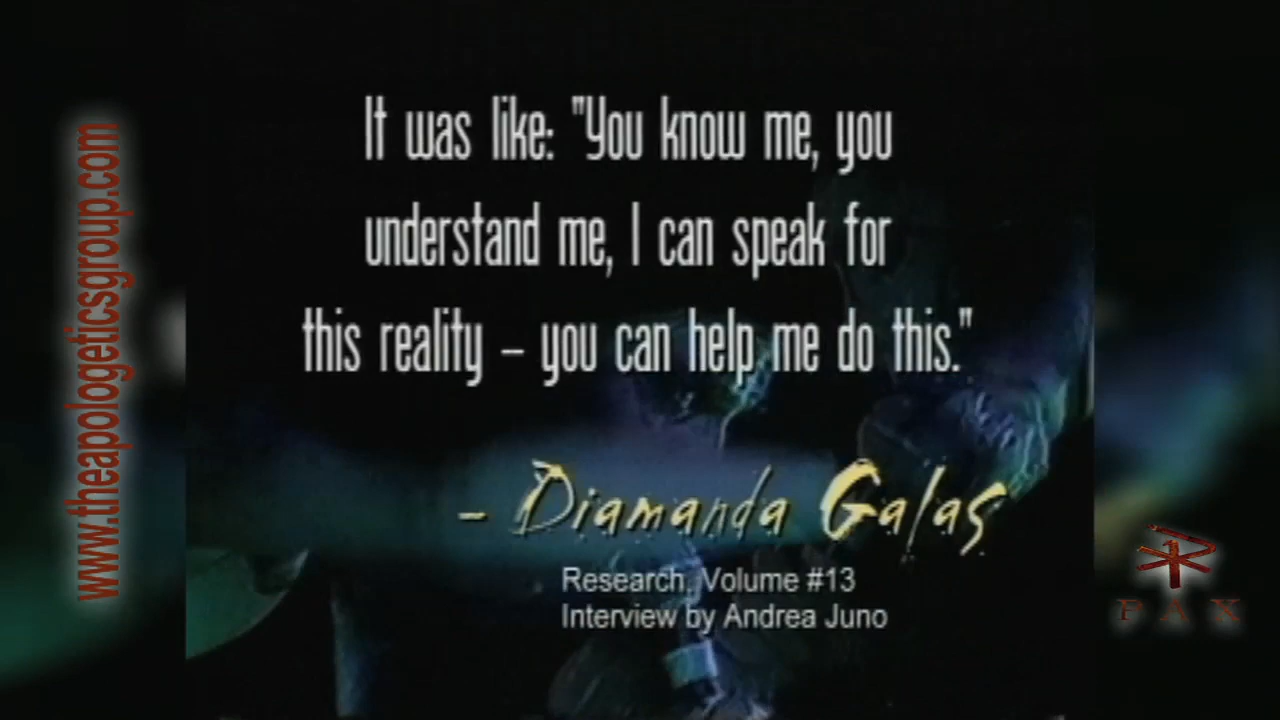 It was like: "You know me, you
understand me, I can speak for
this reality – you can help me do this."
– Diamanda Galas
Research, Volume #13
Interview by Andrea Juno
www.theapologeticsgroup.com
PAX